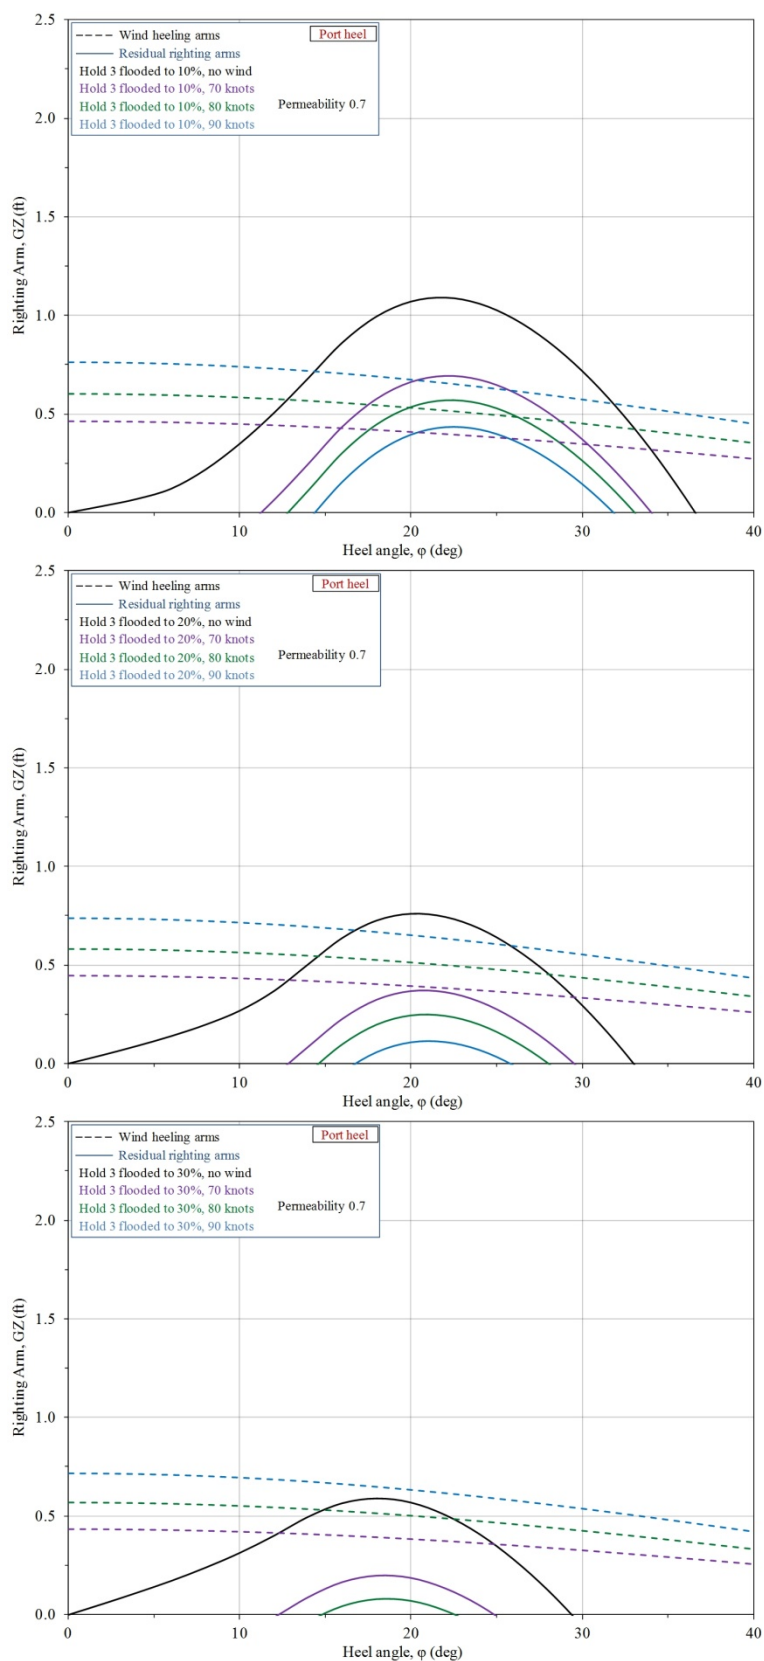 2.5
Wind heeling arms
Port heel
Residual righting arms
Hold 3 flooded to 10%, no wind
Hold 3 flooded to 10%, 70 knots
Hold 3 flooded to 10%, 80 knots
Permeability 0.7
Hold 3 flooded to 10%, 90 knots
2.0
1.5
1.0
0.5
0.0
Righting Arm, GZ (ft)
0 10 20 30 40
Heel angle, φ (deg)
2.5
Wind heeling arms
Port heel
Residual righting arms
Hold 3 flooded to 20%, no wind
Hold 3 flooded to 20%, 70 knots
Hold 3 flooded to 20%, 80 knots
Permeability 0.7
Hold 3 flooded to 20%, 90 knots
2.0
1.5
1.0
0.5
0.0
Righting Arm, GZ (ft)
0 10 20 30 40
Heel angle, φ (deg)
2.5
Wind heeling arms
Port heel
Residual righting arms
Hold 3 flooded to 30%, no wind
Hold 3 flooded to 30%, 70 knots
Hold 3 flooded to 30%, 80 knots
Permeability 0.7
Hold 3 flooded to 30%, 90 knots
2.0
1.5
1.0
0.5
0.0
Righting Arm, GZ (ft)
0 10 20 30 40
Heel angle, φ (deg)